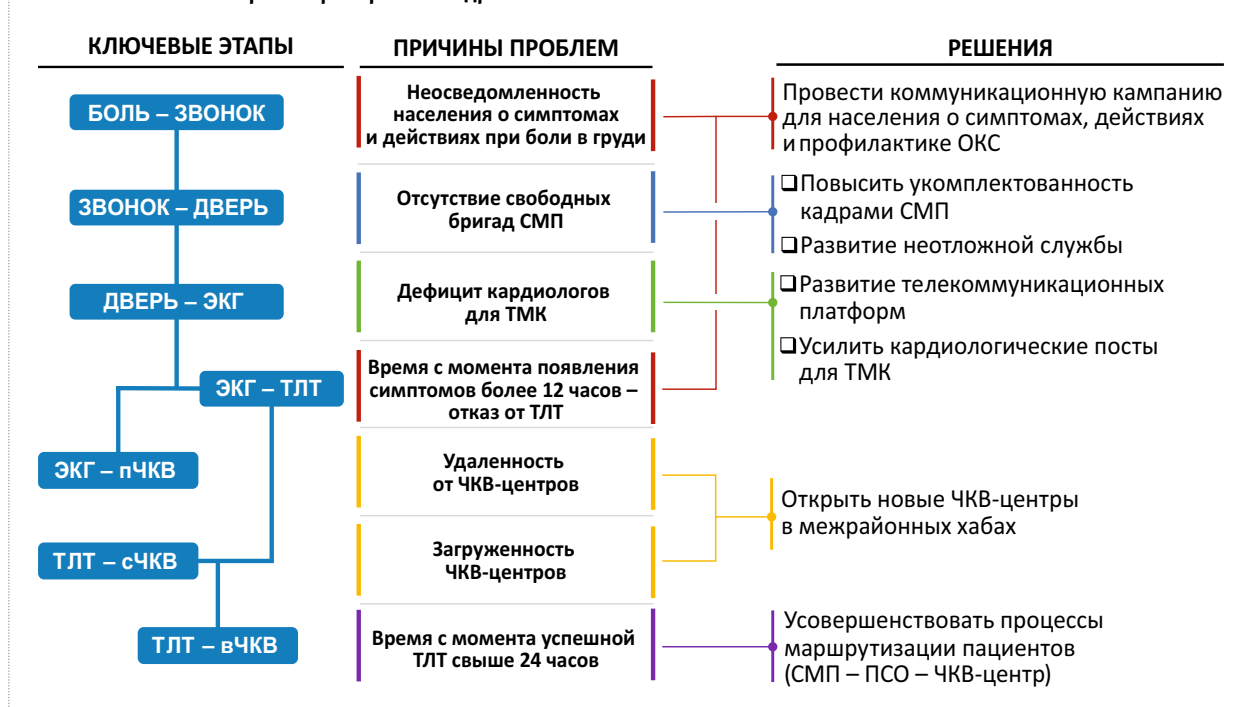 КЛЮЧЕВЫЕ ЭТАПЫ
БОЛЬ – ЗВОНОК
ЗВОНОК – ДВЕРЬ
ДВЕРЬ – ЭКГ
ЭКГ – ТЛТ
ЭКГ – пЧКВ
ТЛТ – сЧКВ
ТЛТ – вЧКВ
ПРИЧИНЫ ПРОБЛЕМ
Неосведомленность
населения о симптомах
и действиях при боли в груди
Отсутствие свободных
бригад СМП
Дефицит кардиологов
для ТМК
Время с момента появления
симптомов более 12 часов –
отказ от ТЛТ
Удаленность
от ЧКВ-центров
Загруженность
ЧКВ-центров
Время с момента успешной
ТЛТ свыше 24 часов
РЕШЕНИЯ
Провести коммуникационную кампанию
для населения о симптомах, действиях
и профилактике ОКС
❑Повысить укомплектованность
кадрами СМП
❑Развитие неотложной службы
❑Развитие телекоммуникационных
платформ
❑Усилить кардиологические посты
для ТМК
Открыть новые ЧКВ-центры
в межрайонных хабах
Усовершенствовать процессы
маршрутизации пациентов
(СМП – ПСО – ЧКВ-центр)